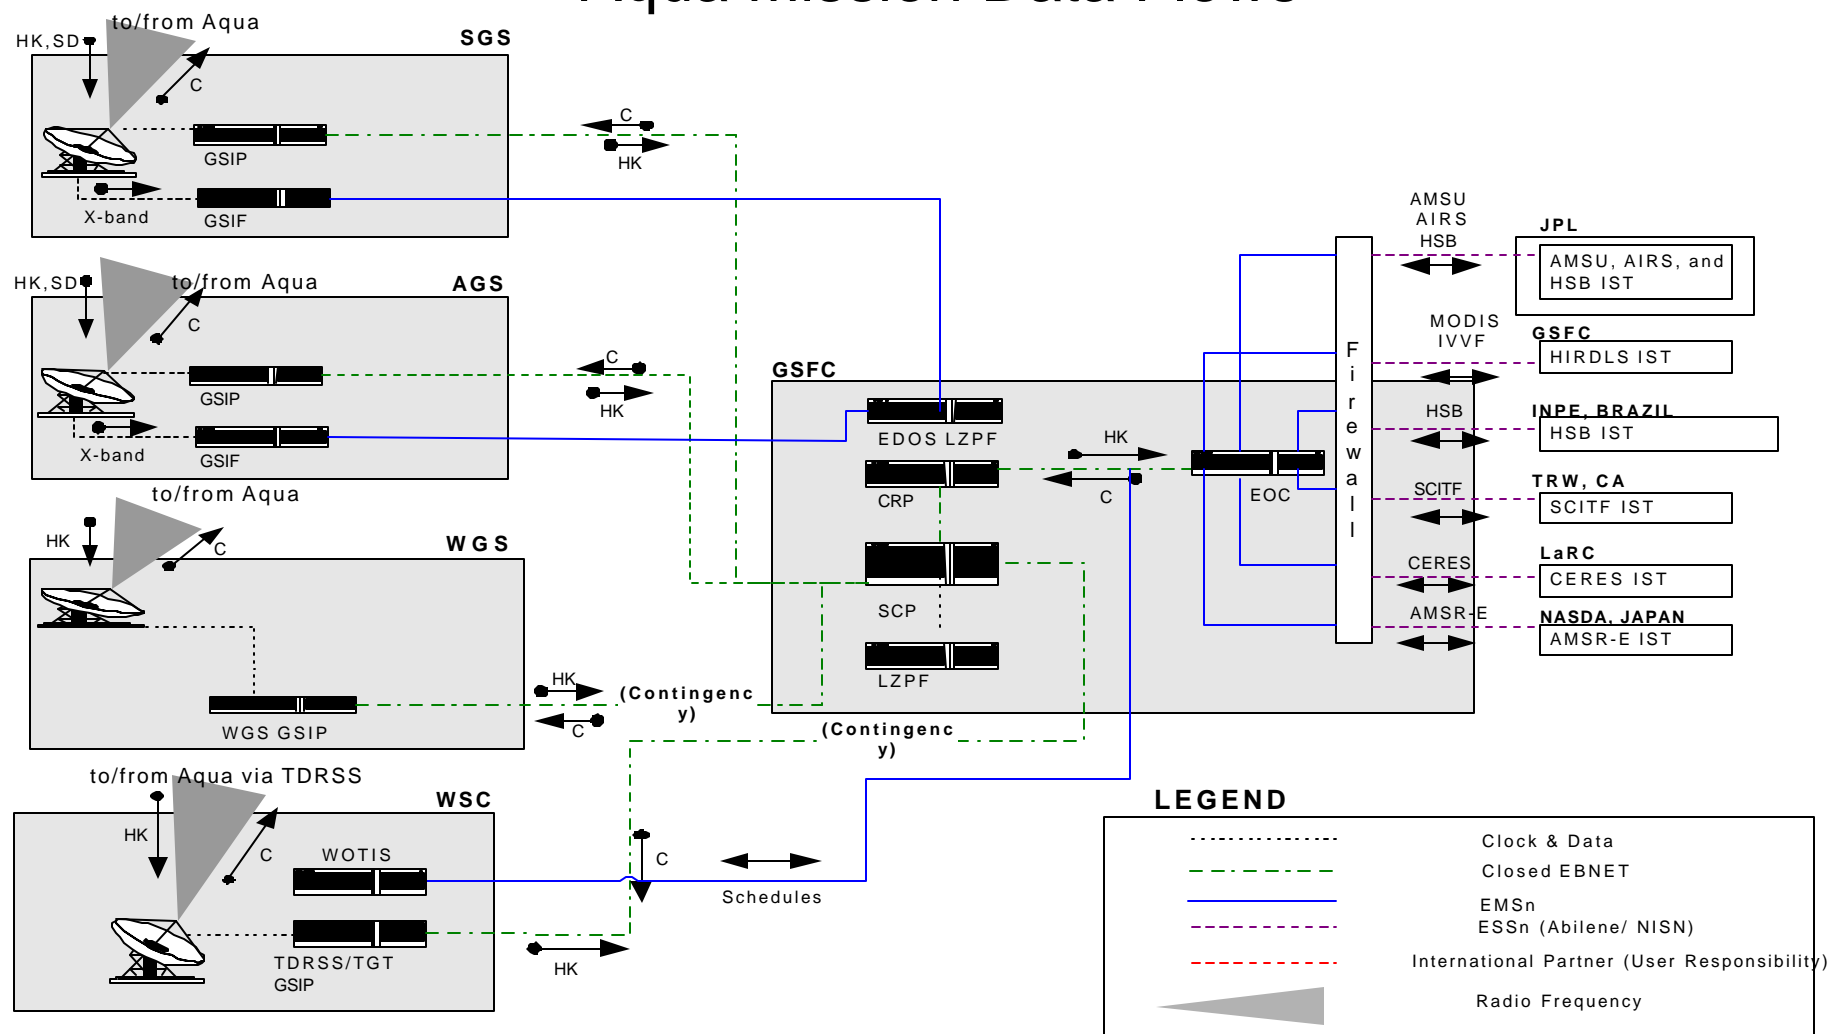 Aqua Mission Data Flows
to/from Aqua
HK,SD
C
SGS
GSIP
X-band
GSIF
C
HK
to/from Aqua
HK,SD
C
AGS
GSIP
X-band
GSIF
C
HK
to/from Aqua
HK
C
WGS
WGS GSIP
HK
C
(Contingenc
y)
(Contingenc
y)
to/from Aqua via TDRSS
HK
C
WSC
WOTIS
TDRSS/TGT
GSIP
HK
C
Schedules
GSFC
EDOS LZPF
CRP
SCP
LZPF
HK
C
EOC
F
i
r
e
w
a
l
l
AMSU
AIRS
HSB
JPL
AMSU, AIRS, and
HSB IST
MODIS
IVVF
GSFC
HIRDLS IST
HSB
INPE, BRAZIL
HSB IST
SCITF
TRW, CA
SCITF IST
CERES
LaRC
CERES IST
AMSR-E
NASDA, JAPAN
AMSR-E IST
LEGEND
Clock & Data
Closed EBNET
EMSn
ESSn (Abilene/ NISN)
International Partner (User Responsibility)
Radio Frequency